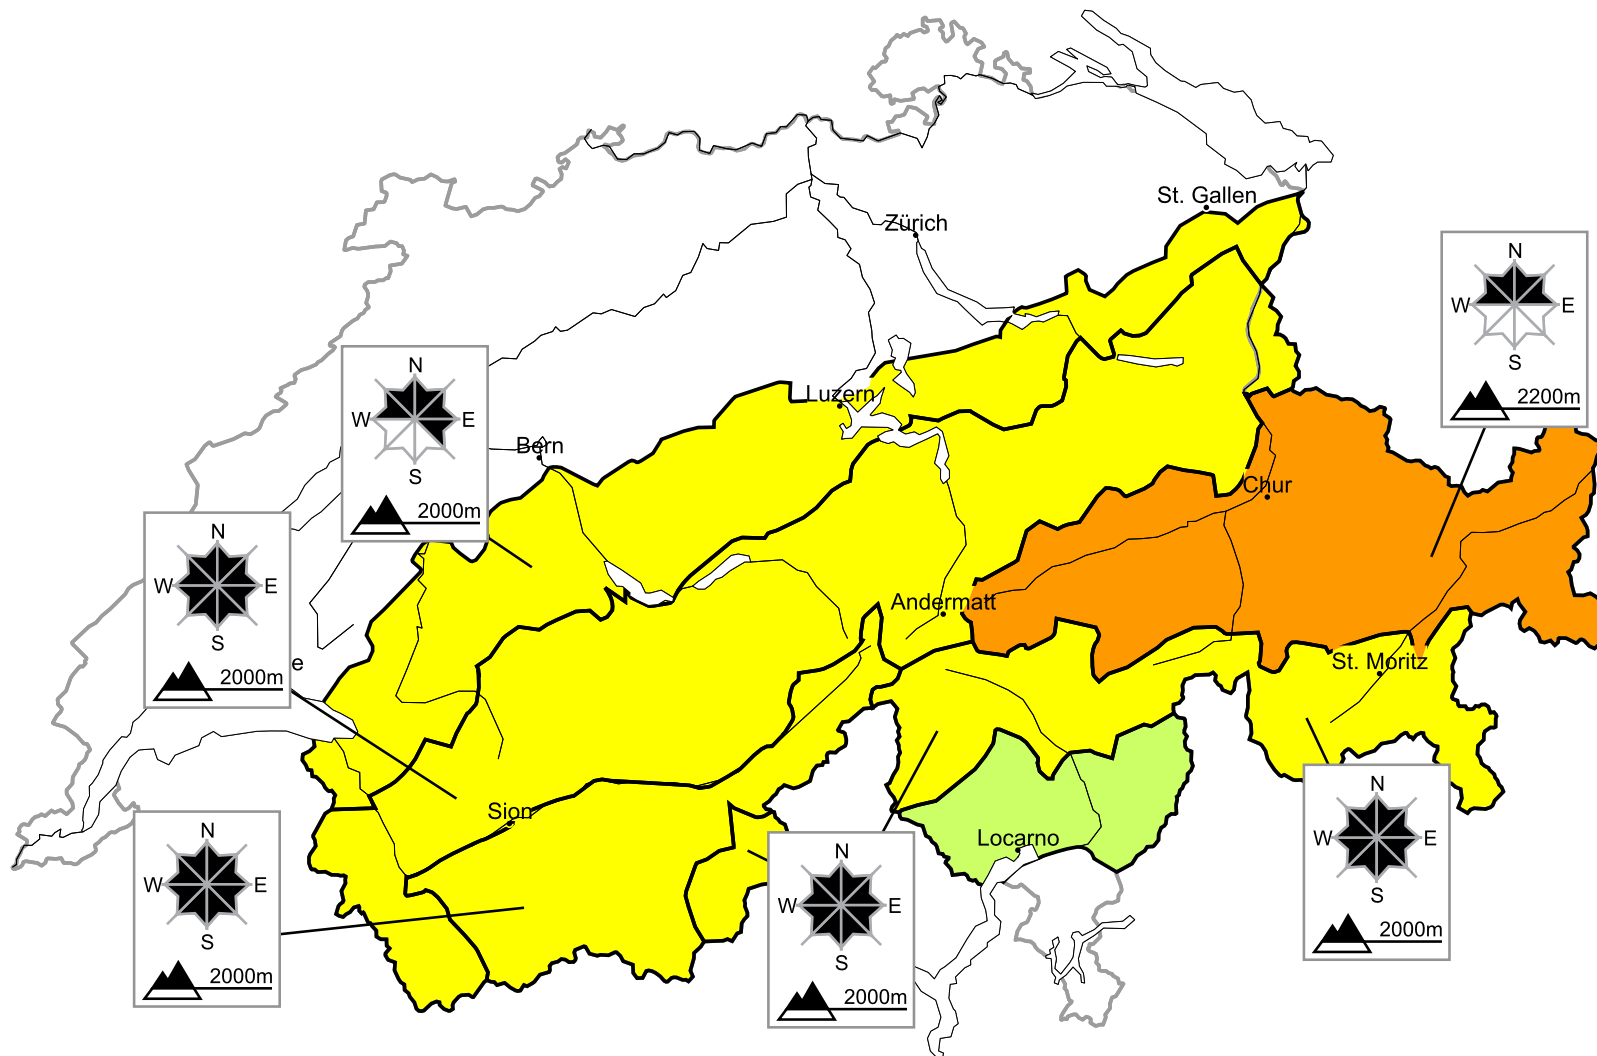 St. Gallen
Zürich
N
W E
S
2200m
N
W E
S
2000m
Luzern
Bern
Chur
N
W E
S
2000m
e
Andermatt
St. Moritz
Sion
Locarno
N
W E
S
2000m
N
W E
S
2000m
N
W E
S
2000m